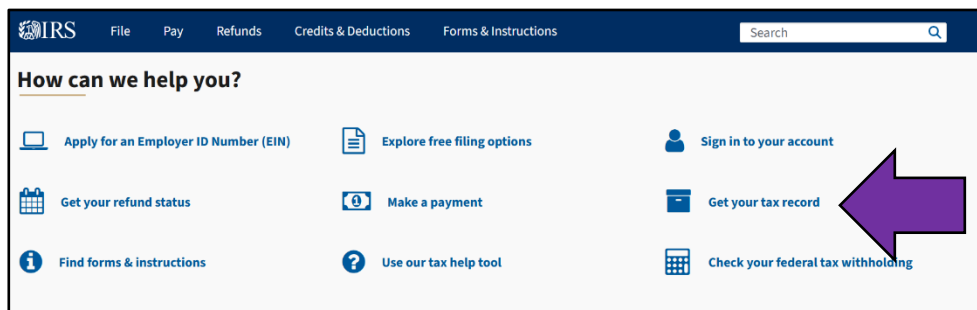 IRS File Pay Refunds Credits & Deductions Forms & Instructions Search
How can we help you?
Apply for an Employer ID Number (EIN) Explore free filing options Sign in to your account
Get your refund status Make a payment Get your tax record
Find forms & instructions Use our tax help tool Check your federal tax withholding